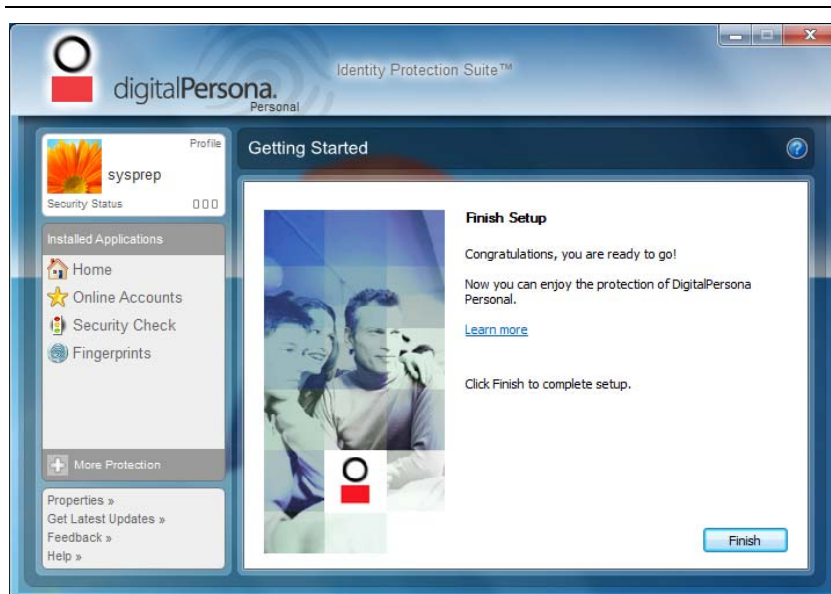 digitalPersona.
Personal
Identity Protection Suite™
Profile
sysprep
Security Status
Installed Applications
Home
Online Accounts
Security Check
Fingerprints
More Protection
Properties »
Get Latest Updates »
Feedback »
Help »
Getting Started
?
Finish Setup
Congratulations, you are ready to go!
Now you can enjoy the protection of DigitalPersona
Personal.
Learn more
Click Finish to complete setup.
Finish